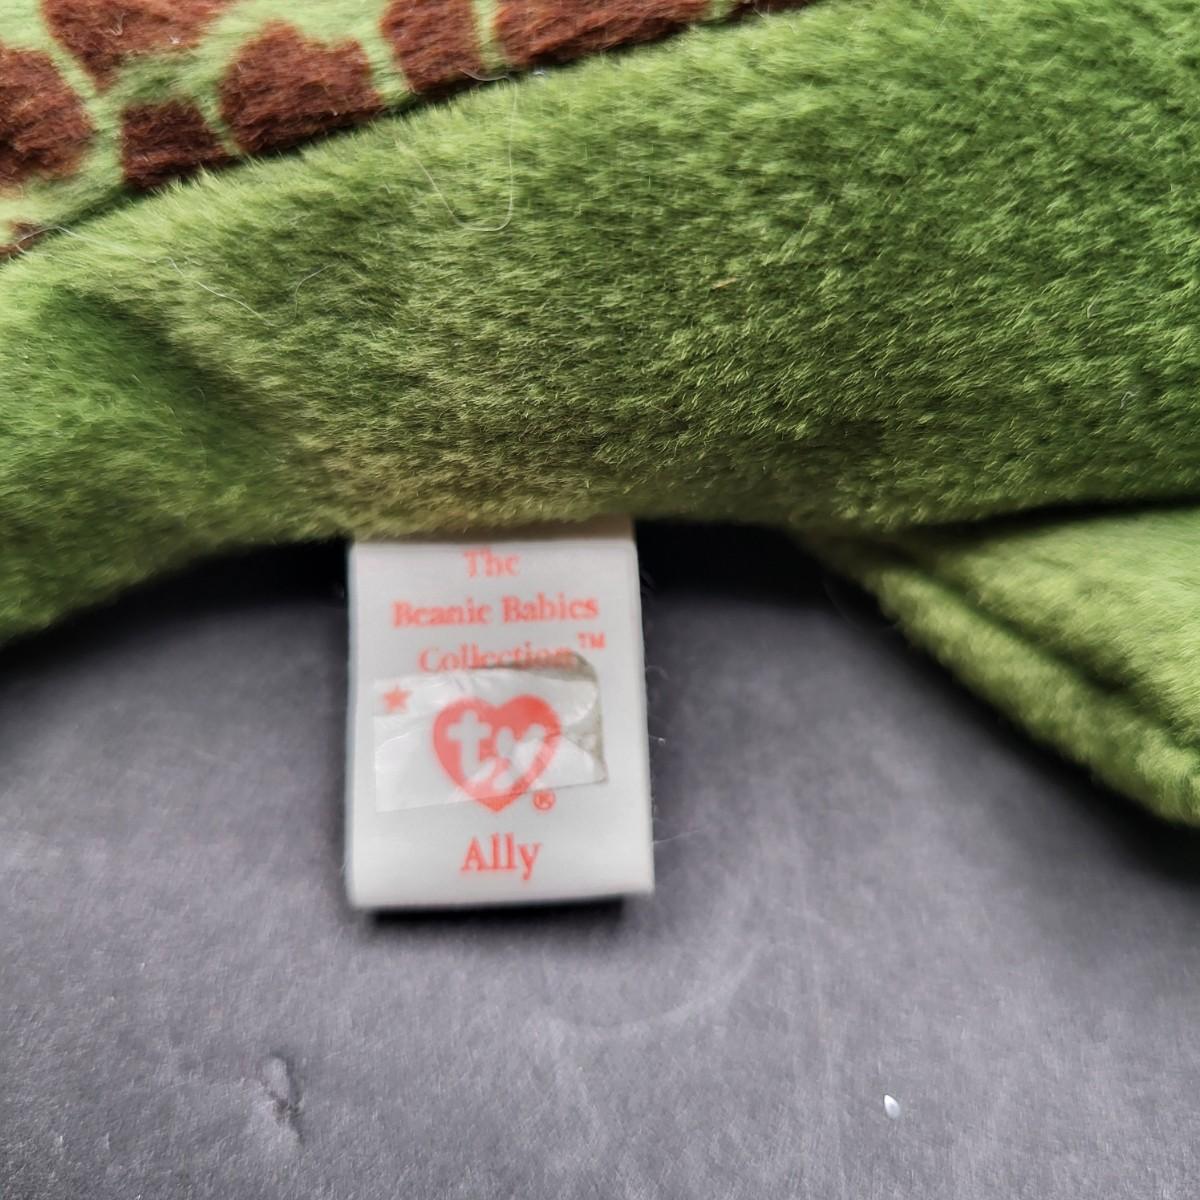 The
Beanie Babies
Collection™
ty®
Ally